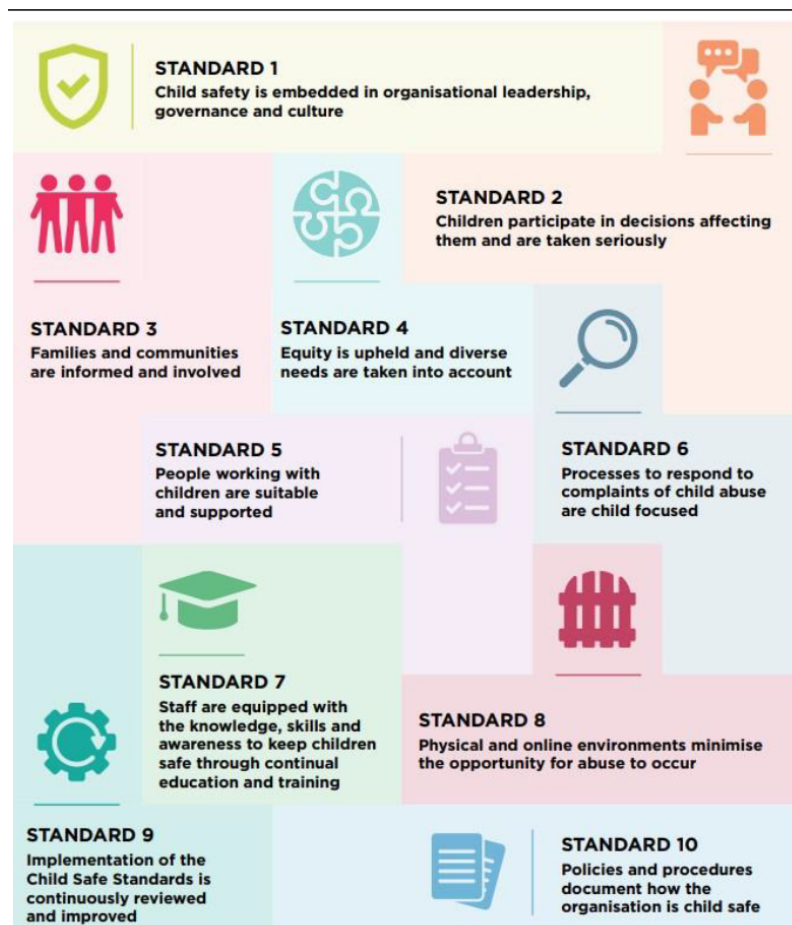 STANDARD 1
Child safety is embedded in organisational leadership,
governance and culture
STANDARD 2
Children participate in decisions affecting
them and are taken seriously
STANDARD 3
Families and communities
are informed and involved
STANDARD 4
Equity is upheld and diverse
needs are taken into account
STANDARD 5
People working with
children are suitable
and supported
STANDARD 6
Processes to respond to
complaints of child abuse
are child focused
STANDARD 7
Staff are equipped with
the knowledge, skills and
awareness to keep children
safe through continual
education and training
STANDARD 8
Physical and online environments minimise
the opportunity for abuse to occur
STANDARD 9
Implementation of the
Child Safe Standards is
continuously reviewed
and improved
STANDARD 10
Policies and procedures
document how the
organisation is child safe